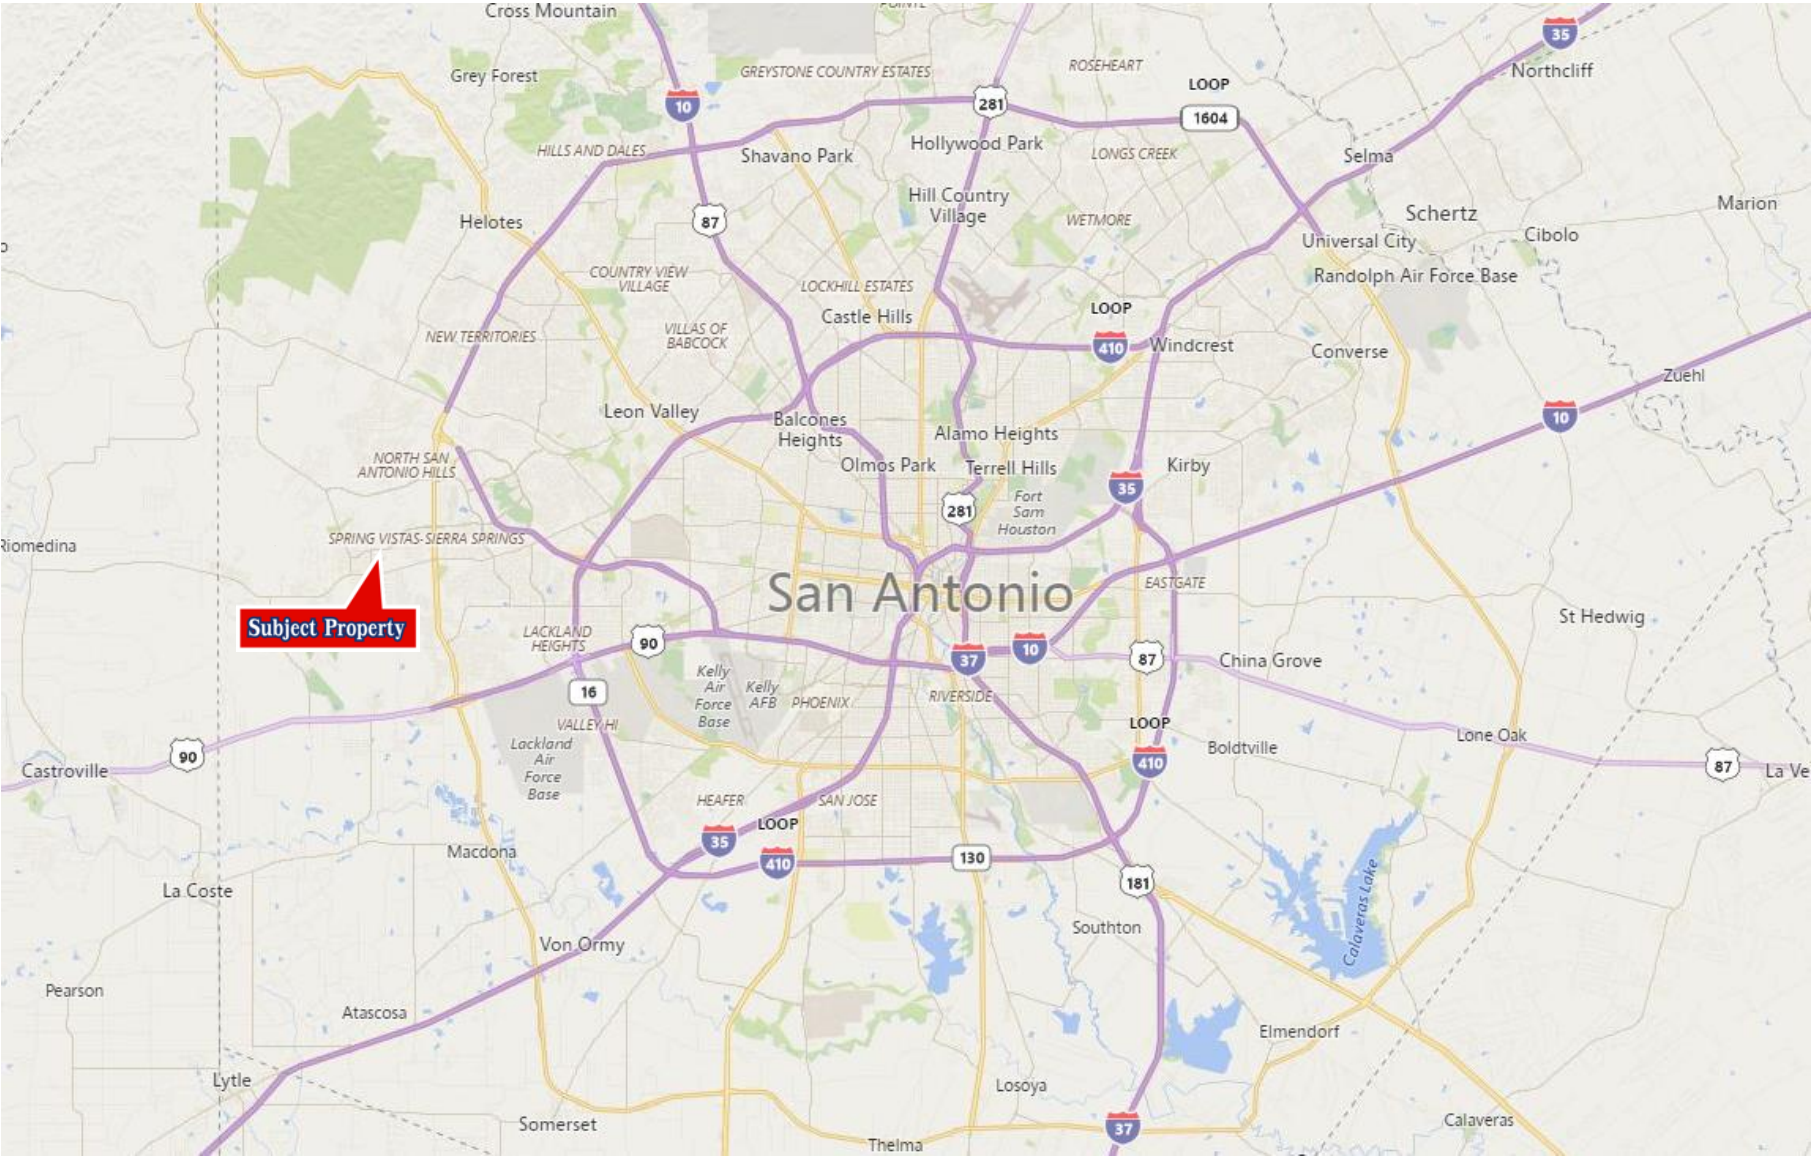 Cross Mountain
POINTE
35
Northcliff
Grey Forest
GREYSTONE COUNTRY ESTATES
ROSEHEART
LOOP
10
281
1604
HILLS AND DALES
Shavano Park
Hollywood Park
LONGS CREEK
Selma
Helotes
87
Hill Country
Village
WETMORE
Schertz
Marion
Universal City
Cibolo
COUNTRY VIEW
VILLAGE
LOCKHILL ESTATES
Randolph Air Force Base
NEW TERRITORIES
VILLAS OF
BABCOCK
Castle Hills
LOOP
410
Windcrest
Converse
Zuehl
Leon Valley
Balcones
Heights
Alamo Heights
10
NORTH SAN
ANTONIO HILLS
Olmos Park
Terrell Hills
Kirby
35
281
Fort
Sam
Houston
Riomedina
SPRING VISTAS-SIERRA SPRINGS
San Antonio
EASTGATE
Subject Property
LACKLAND
HEIGHTS
90
St Hedwig
37
10
87
China Grove
16
Kelly
Air
Force
Base
Kelly
AFB
PHOENIX
RIVERSIDE
VALLEY HI
LOOP
410
Boldtville
Lone Oak
90
Castroville
Lackland
Air
Force
Base
87
La Ve
HEAFER
SAN JOSE
35
LOOP
410
130
Macdona
181
La Coste
Calaveras Lake
Von Ormy
Southton
Pearson
Atascosa
Elmendorf
Lytle
Losoya
Somerset
37
Calaveras
Thelma